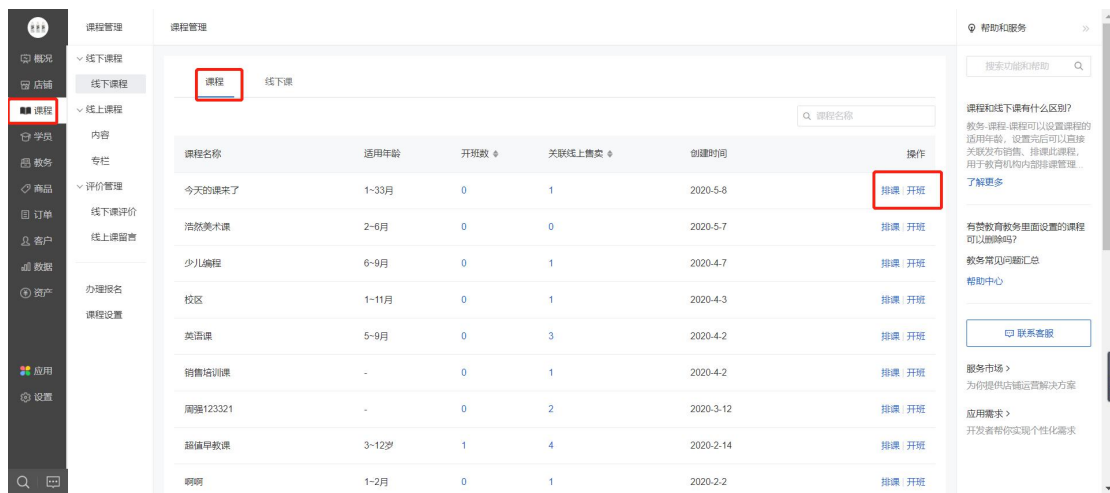 概况
店铺
课程
学员
教务
商品
订单
客户
数据
资产
应用
设置
课程管理
线下课程
线下课程
线上课程
内容
专栏
评价管理
线下课评价
线上课留言
办理报名
课程设置
课程管理
课程 线下课
课程名称
课程名称 适用年龄 开班数 关联线上售卖 创建时间 操作
今天的课来了 1~33月 0 1 2020-5-8 排课 开班
浩然美术课 2~6月 0 0 2020-5-7 排课 开班
少儿编程 6~9月 0 1 2020-4-7 排课 开班
校区 1~11月 0 1 2020-4-3 排课 开班
英语课 5~9月 0 3 2020-4-2 排课 开班
销售培训课 - 0 1 2020-4-2 排课 开班
周强123321 - 0 2 2020-3-12 排课 开班
超值早教课 3~12岁 1 4 2020-2-14 排课 开班
啊啊 1~2月 0 1 2020-2-2 排课 开班
帮助和服务 »
搜索功能和帮助
课程和线下课有什么区别?
教务-课程-课程可以设置课程的
适用年龄，设置完后可以直接
关联发布销售、排课此课程,
用于教育机构内部排课管理...
了解更多
有赞教育教务里面设置的课程
可以删除吗?
教务常见问题汇总
帮助中心
联系客服
服务市场 >
为你提供店铺运营解决方案
应用需求 >
开发者帮你实现个性化需求